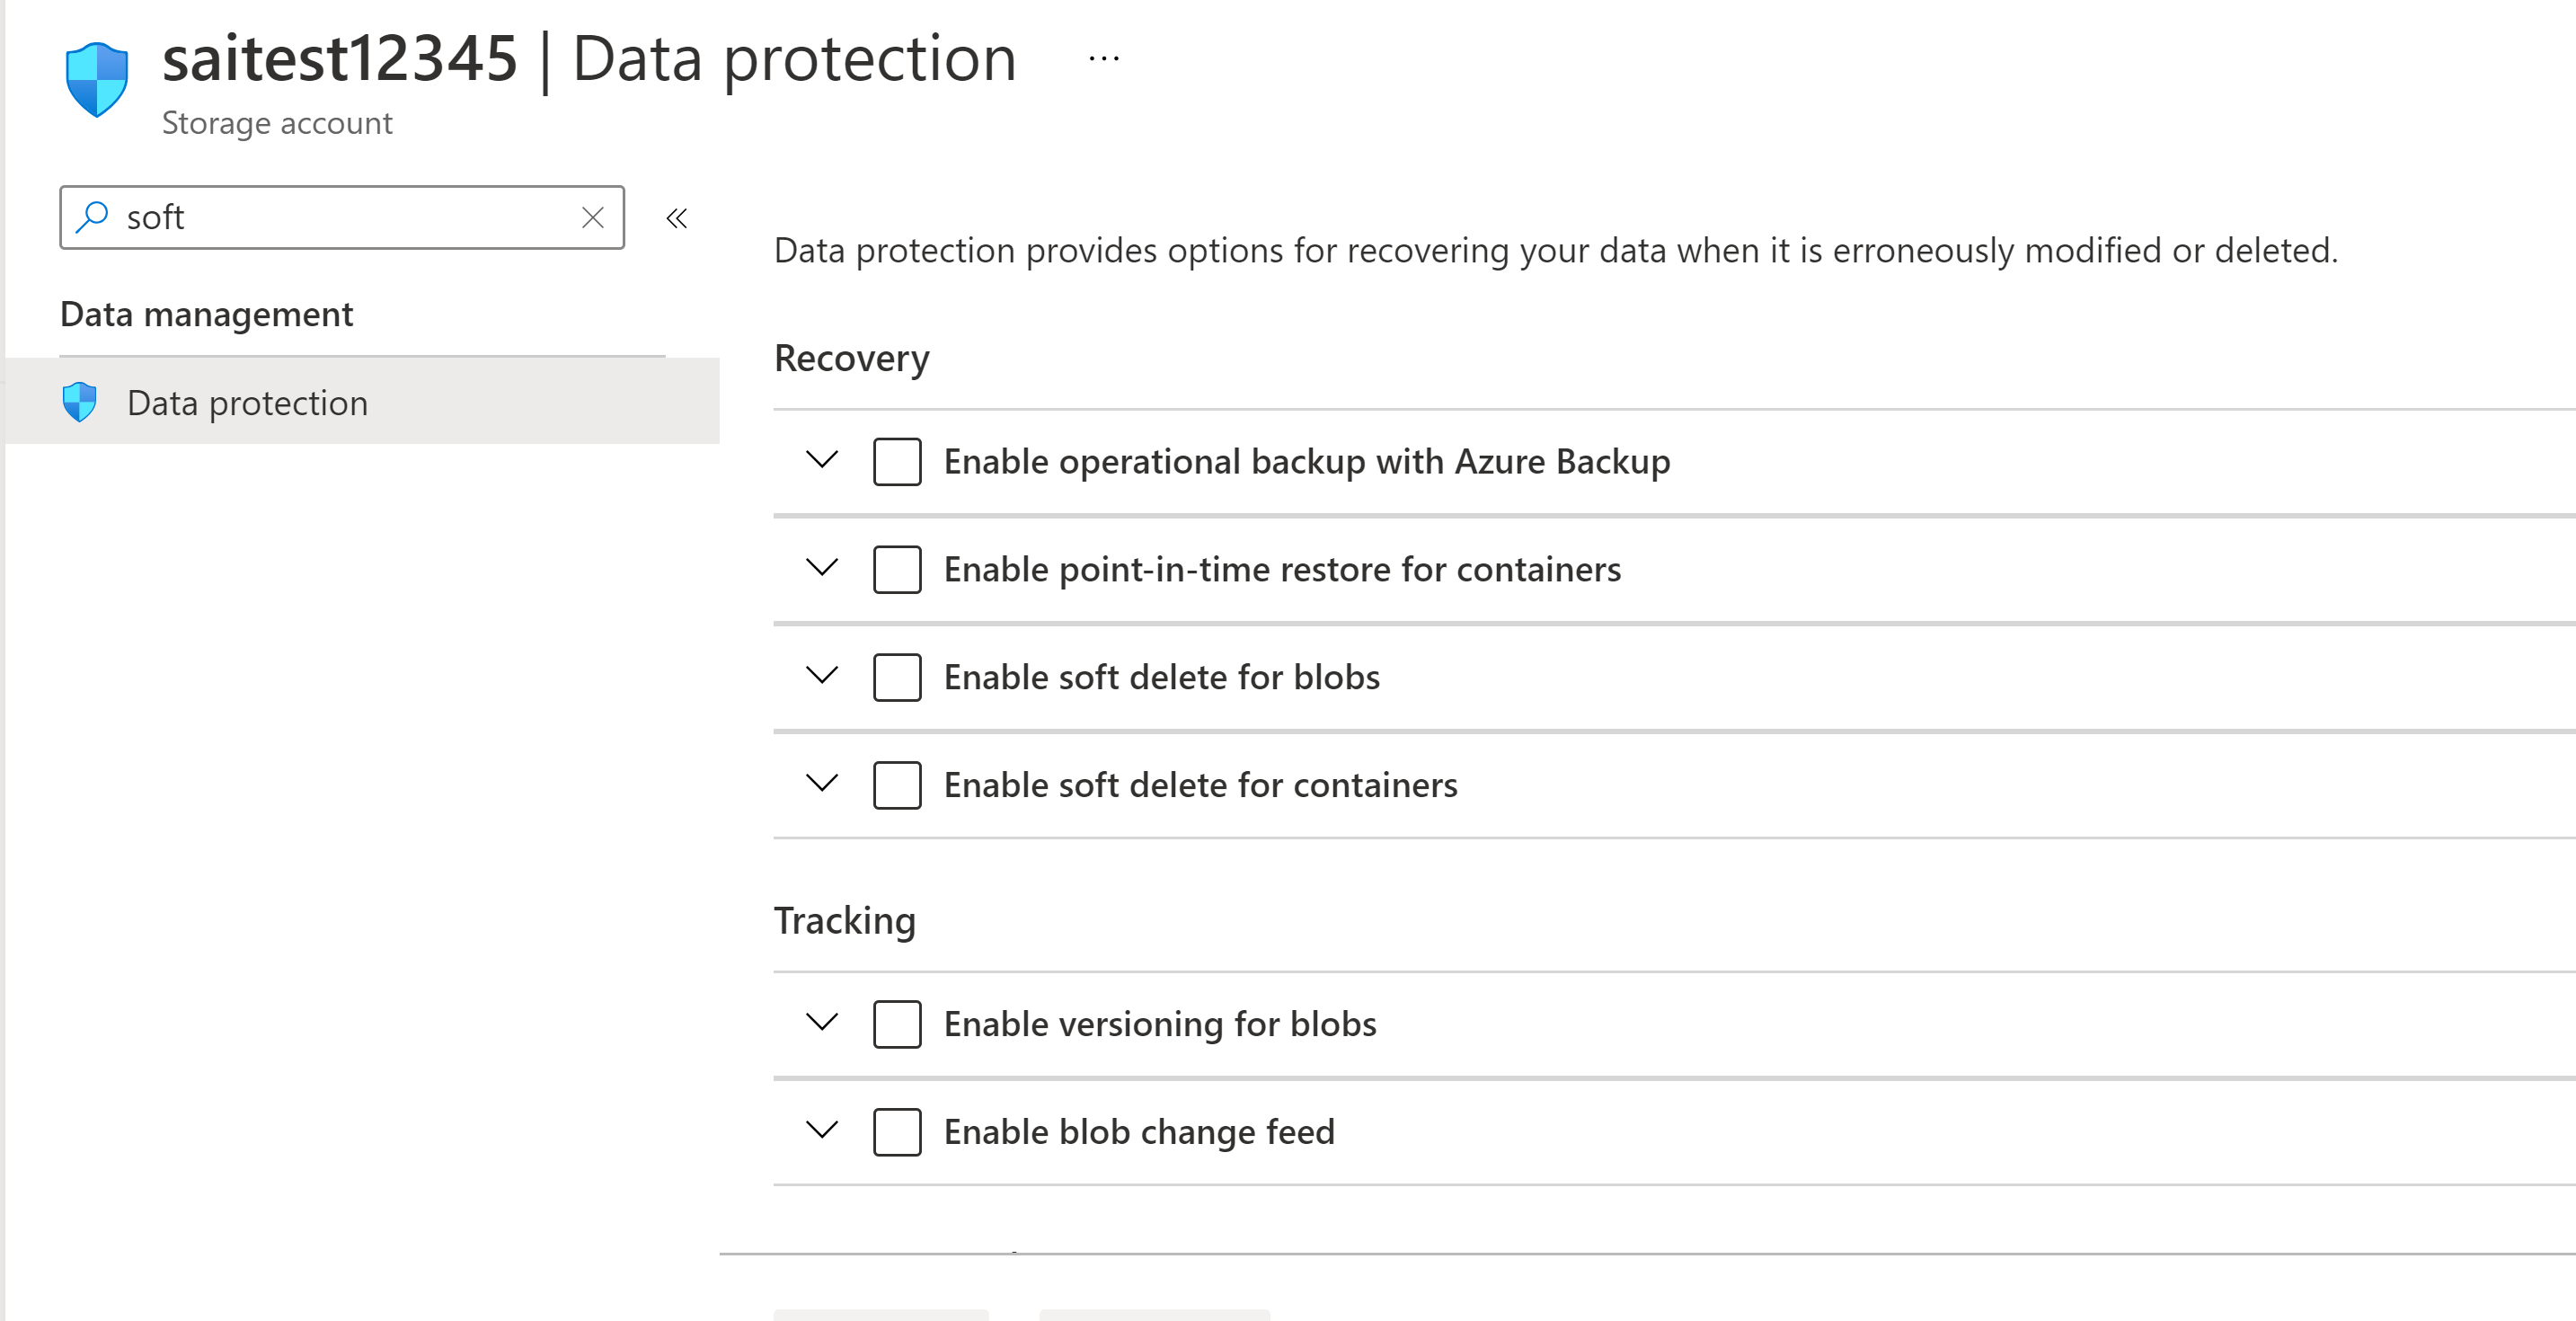 saitest12345 | Data protection ...
Storage account
soft
Data management
Data protection
Data protection provides options for recovering your data when it is erroneously modified or deleted.
Recovery
Enable operational backup with Azure Backup
Enable point-in-time restore for containers
Enable soft delete for blobs
Enable soft delete for containers
Tracking
Enable versioning for blobs
Enable blob change feed